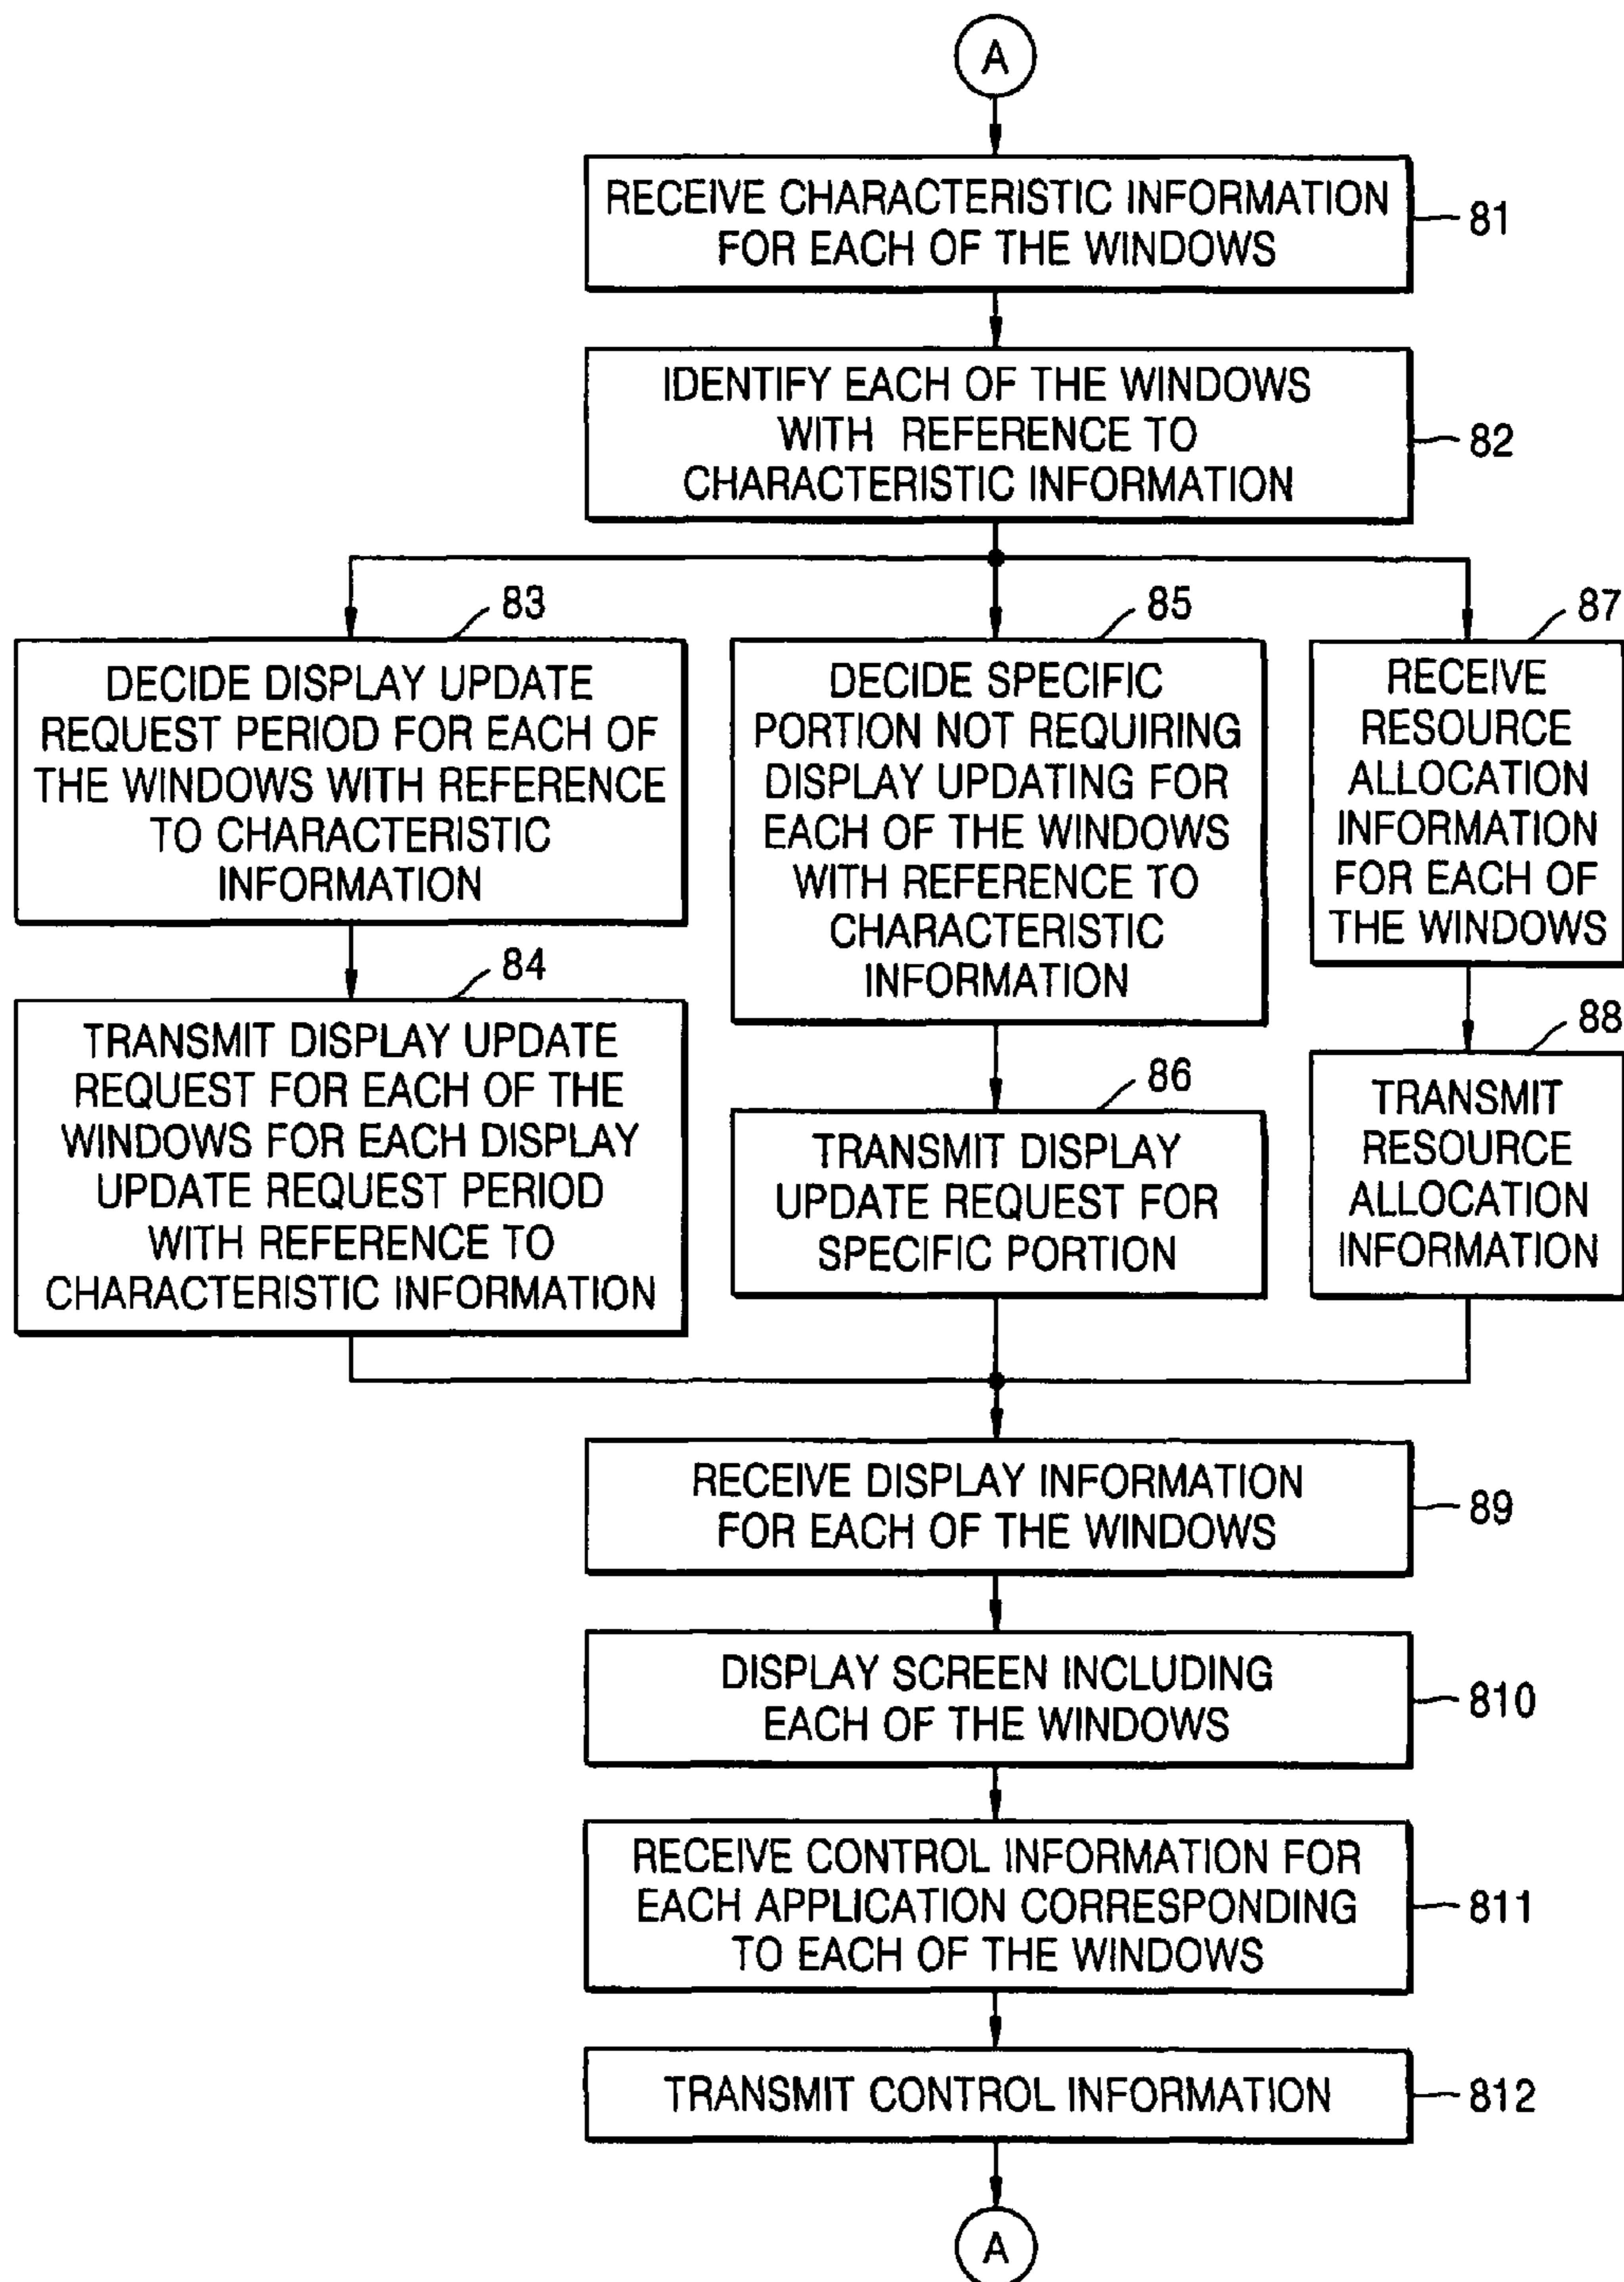 A
RECEIVE CHARACTERISTIC INFORMATION
FOR EACH OF THE WINDOWS
81
IDENTIFY EACH OF THE WINDOWS
WITH REFERENCE TO
CHARACTERISTIC INFORMATION
82
83
DECIDE DISPLAY UPDATE
REQUEST PERIOD FOR EACH OF
THE WINDOWS WITH REFERENCE
TO CHARACTERISTIC
INFORMATION
84
TRANSMIT DISPLAY UPDATE
REQUEST FOR EACH OF THE
WINDOWS FOR EACH DISPLAY
UPDATE REQUEST PERIOD
WITH REFERENCE TO
CHARACTERISTIC INFORMATION
85
DECIDE SPECIFIC
PORTION NOT REQUIRING
DISPLAY UPDATING FOR
EACH OF THE WINDOWS
WITH REFERENCE TO
CHARACTERISTIC
INFORMATION
86
TRANSMIT DISPLAY
UPDATE REQUEST FOR
SPECIFIC PORTION
87
RECEIVE
RESOURCE
ALLOCATION
INFORMATION
FOR EACH OF
THE WINDOWS
88
TRANSMIT
RESOURCE
ALLOCATION
INFORMATION
RECEIVE DISPLAY INFORMATION
FOR EACH OF THE WINDOWS
89
DISPLAY SCREEN INCLUDING
EACH OF THE WINDOWS
810
RECEIVE CONTROL INFORMATION FOR
EACH APPLICATION CORRESPONDING
TO EACH OF THE WINDOWS
811
TRANSMIT CONTROL INFORMATION
812
A